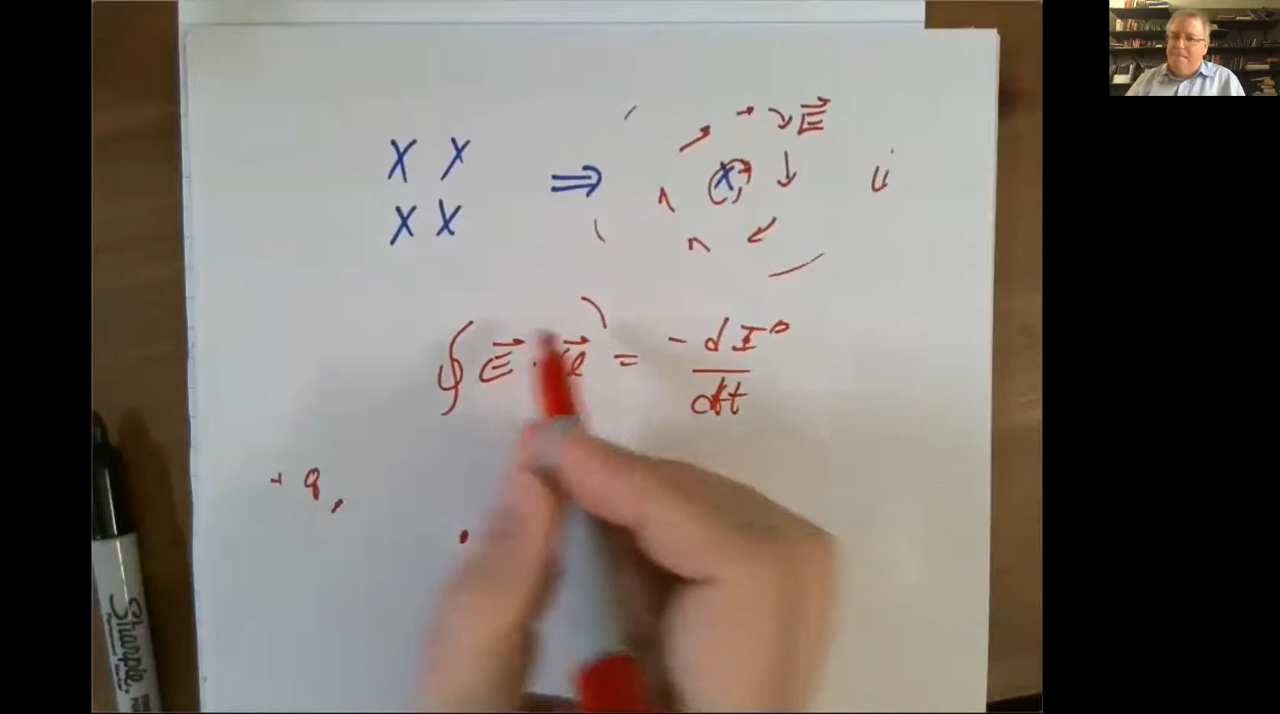 X X ⇒ X E⃗
X X
∮ E⃗ · dl⃗ = -dΦ/dt
+ q,
Sharpie